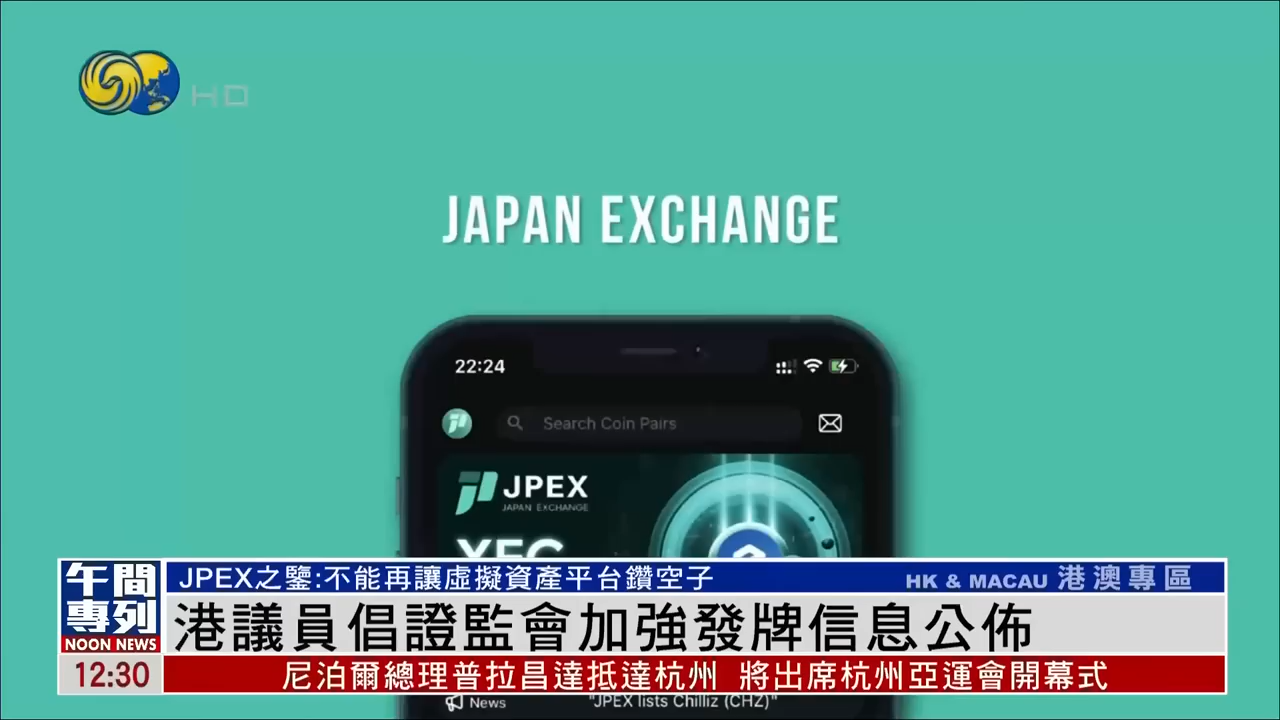 HD
JAPAN EXCHANGE
22:24
Search Coin Pairs
JPEX
JAPAN EXCHANGE
XEC
午間專列
NOON NEWS
JPEX之鑒:不能再讓虛擬資產平台鑽空子
HK & MACAU 港澳專區
港議員倡證監會加強發牌信息公佈
12:30
尼泊爾總理普拉昌達抵達杭州 將出席杭州亞運會開幕式
News
"JPEX lists Chilliz (CHZ)"